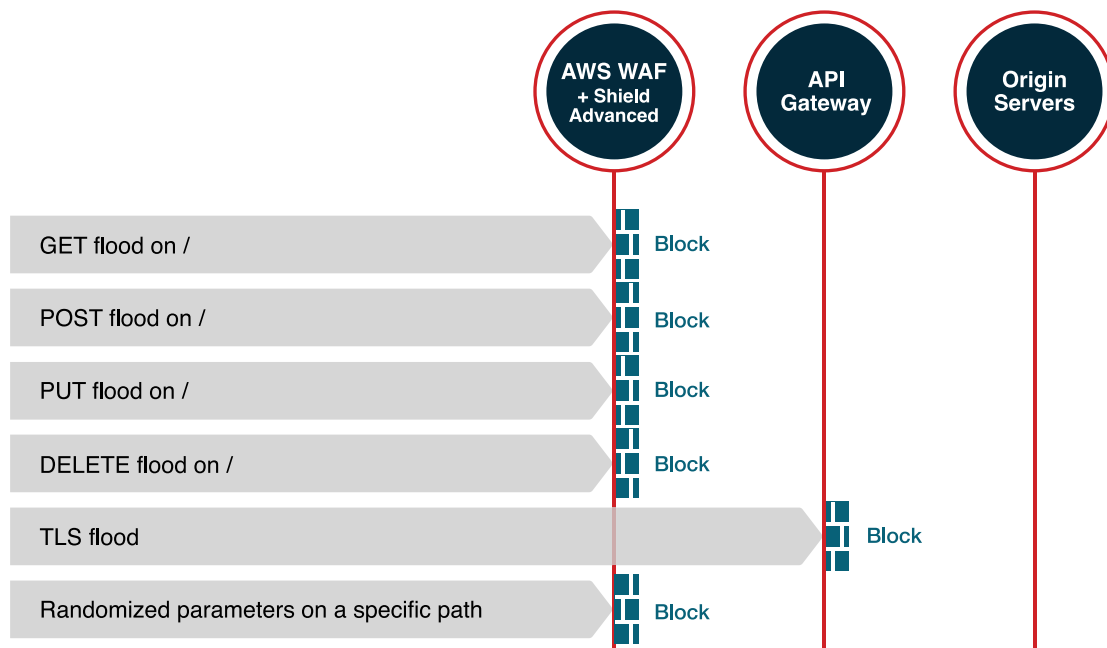 AWS WAF
+ Shield
Advanced
API
Gateway
Origin
Servers
GET flood on /
Block
POST flood on /
Block
PUT flood on /
Block
DELETE flood on /
Block
TLS flood
Block
Randomized parameters on a specific path
Block